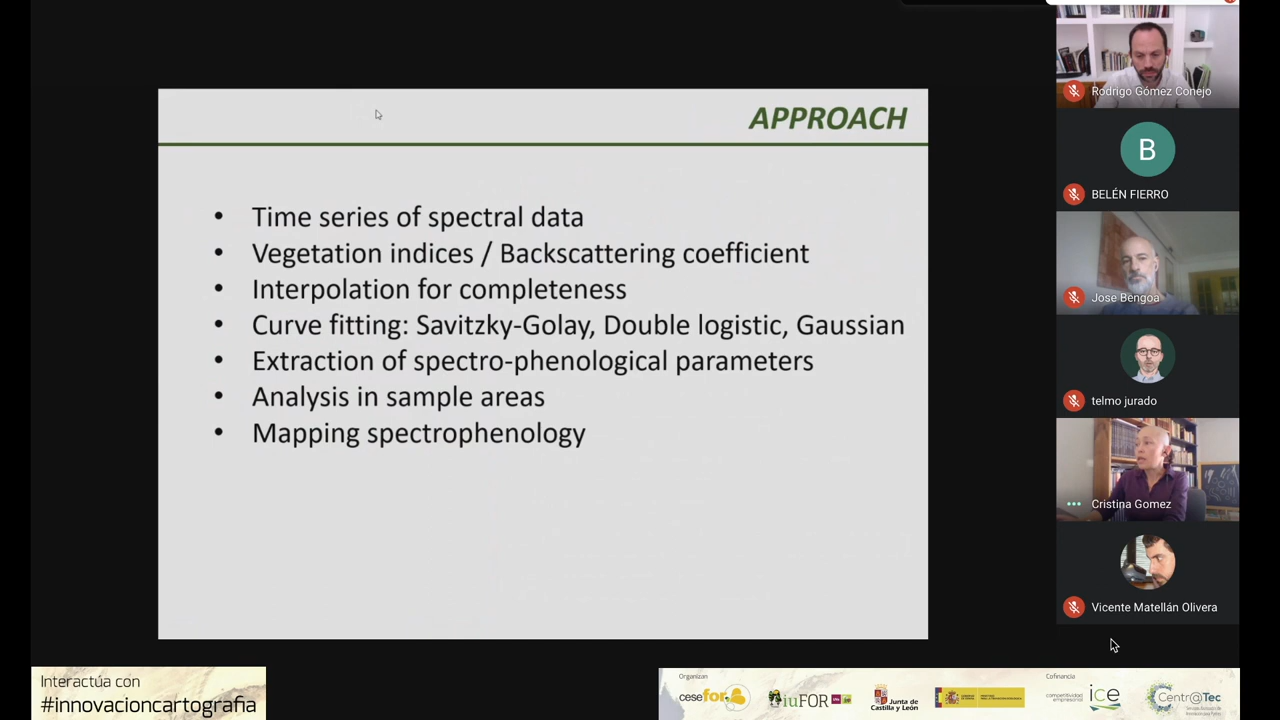 APPROACH
• Time series of spectral data
• Vegetation indices / Backscattering coefficient
• Interpolation for completeness
• Curve fitting: Savitzky-Golay, Double logistic, Gaussian
• Extraction of spectro-phenological parameters
• Analysis in sample areas
• Mapping spectrophenology
Rodrigo Gómez Conejo
B
BELÉN FIERRO
Jose Bengoa
telmo jurado
Cristina Gomez
Vicente Matellán Olivera
Interactúa con
#innovacioncartografia
Organizan
cesefor
iuFOR
Junta de
Castilla y León
Cofinancia
competitividad
empresarial
ice
Centr@Tec